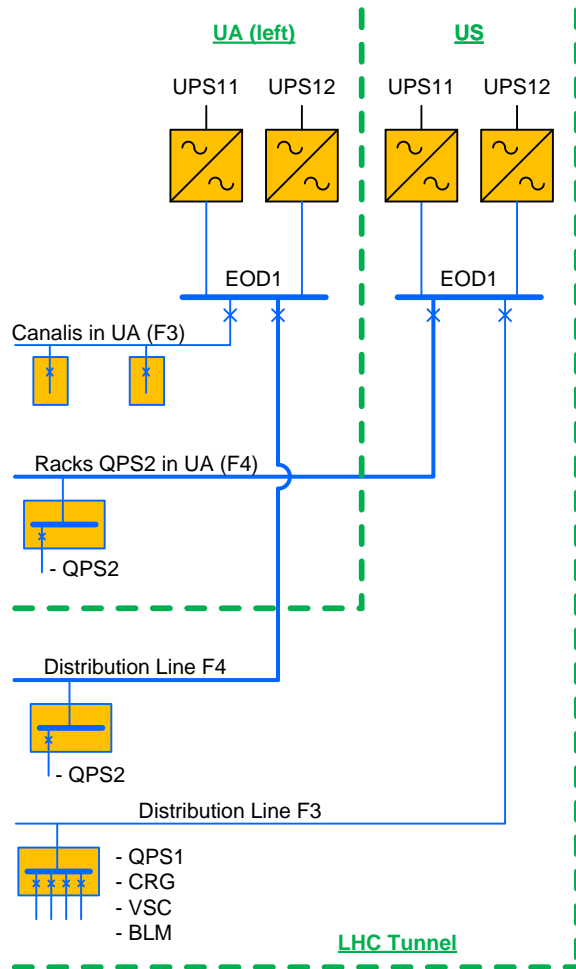 UA (left)
US
UPS11
UPS12
UPS11
UPS12
EOD1
EOD1
Canalis in UA (F3)
Racks QPS2 in UA (F4)
- QPS2
Distribution Line F4
- QPS2
Distribution Line F3
- QPS1
- CRG
- VSC
- BLM
LHC Tunnel